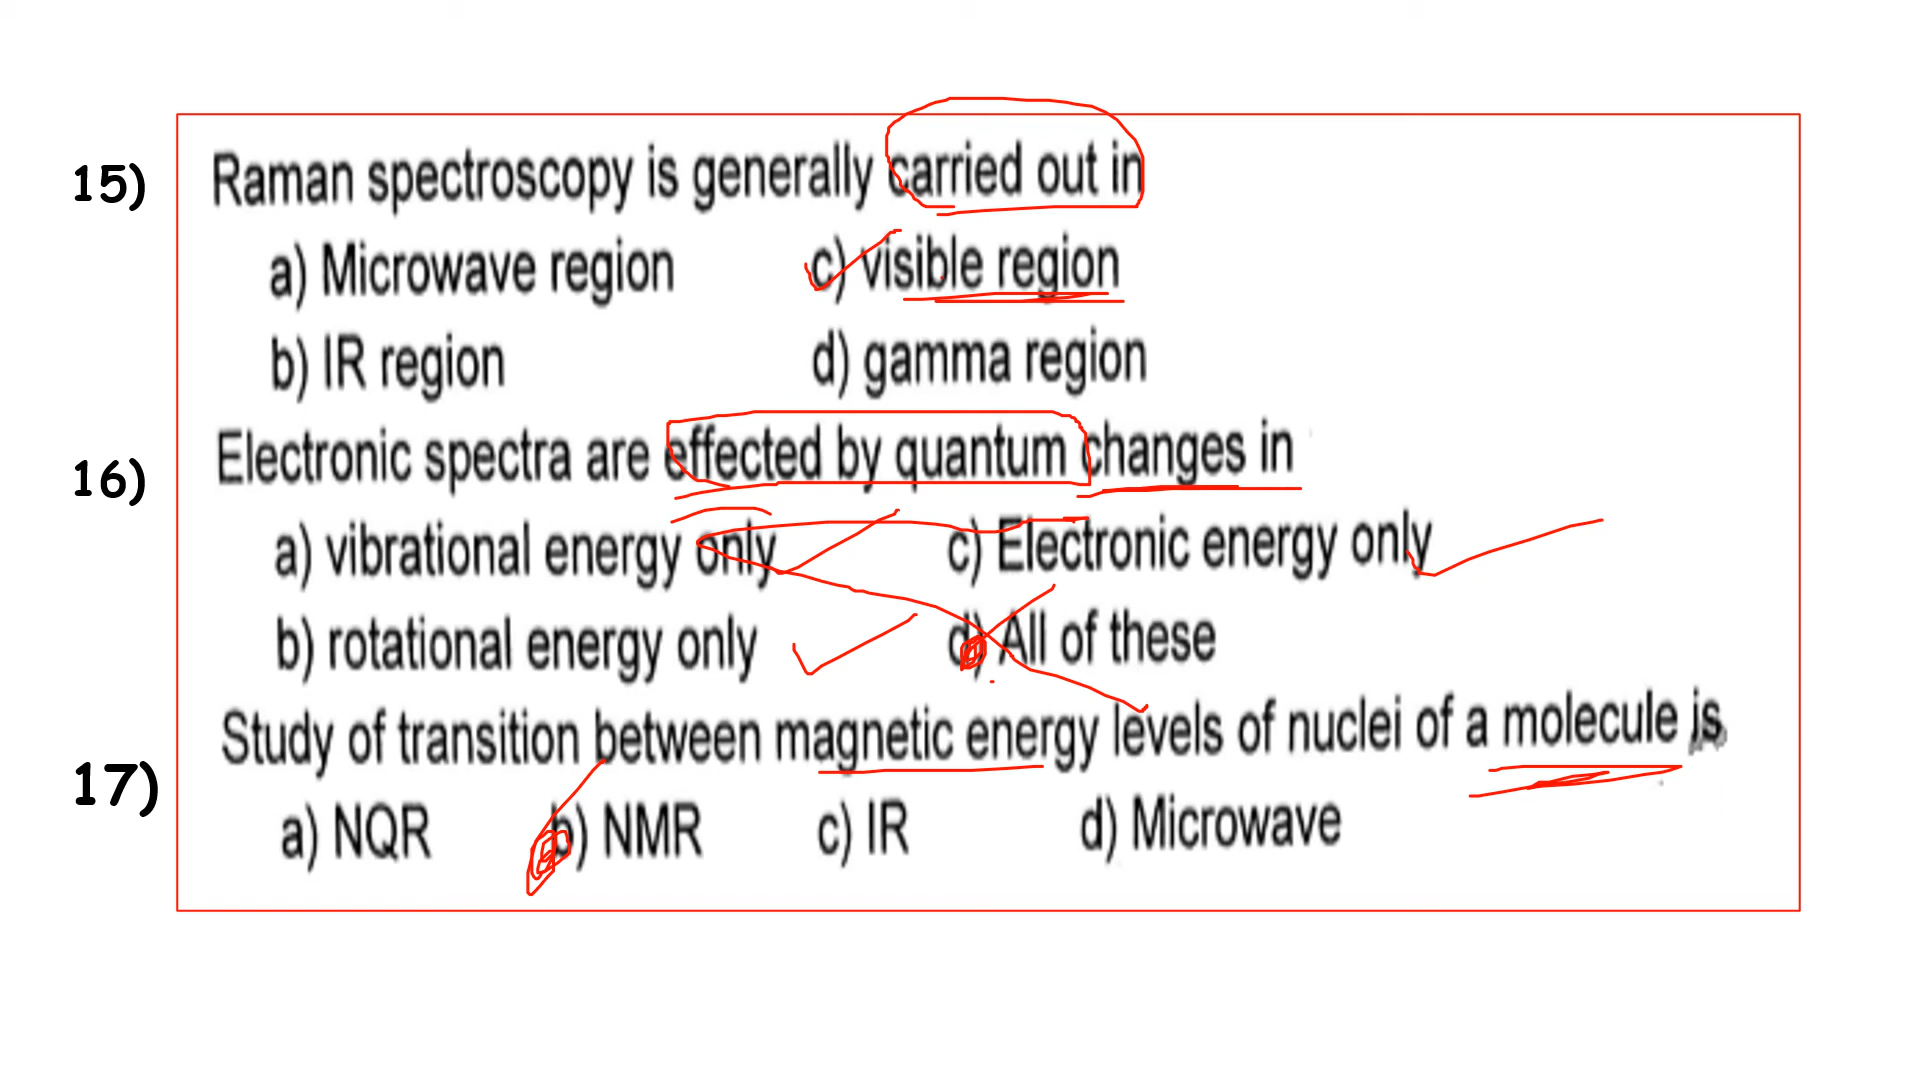 15) Raman spectroscopy is generally carried out in
a) Microwave region c) visible region
b) IR region d) gamma region
16) Electronic spectra are effected by quantum changes in
a) vibrational energy only c) Electronic energy only
b) rotational energy only d) All of these
17) Study of transition between magnetic energy levels of nuclei of a molecule is
a) NQR b) NMR c) IR d) Microwave